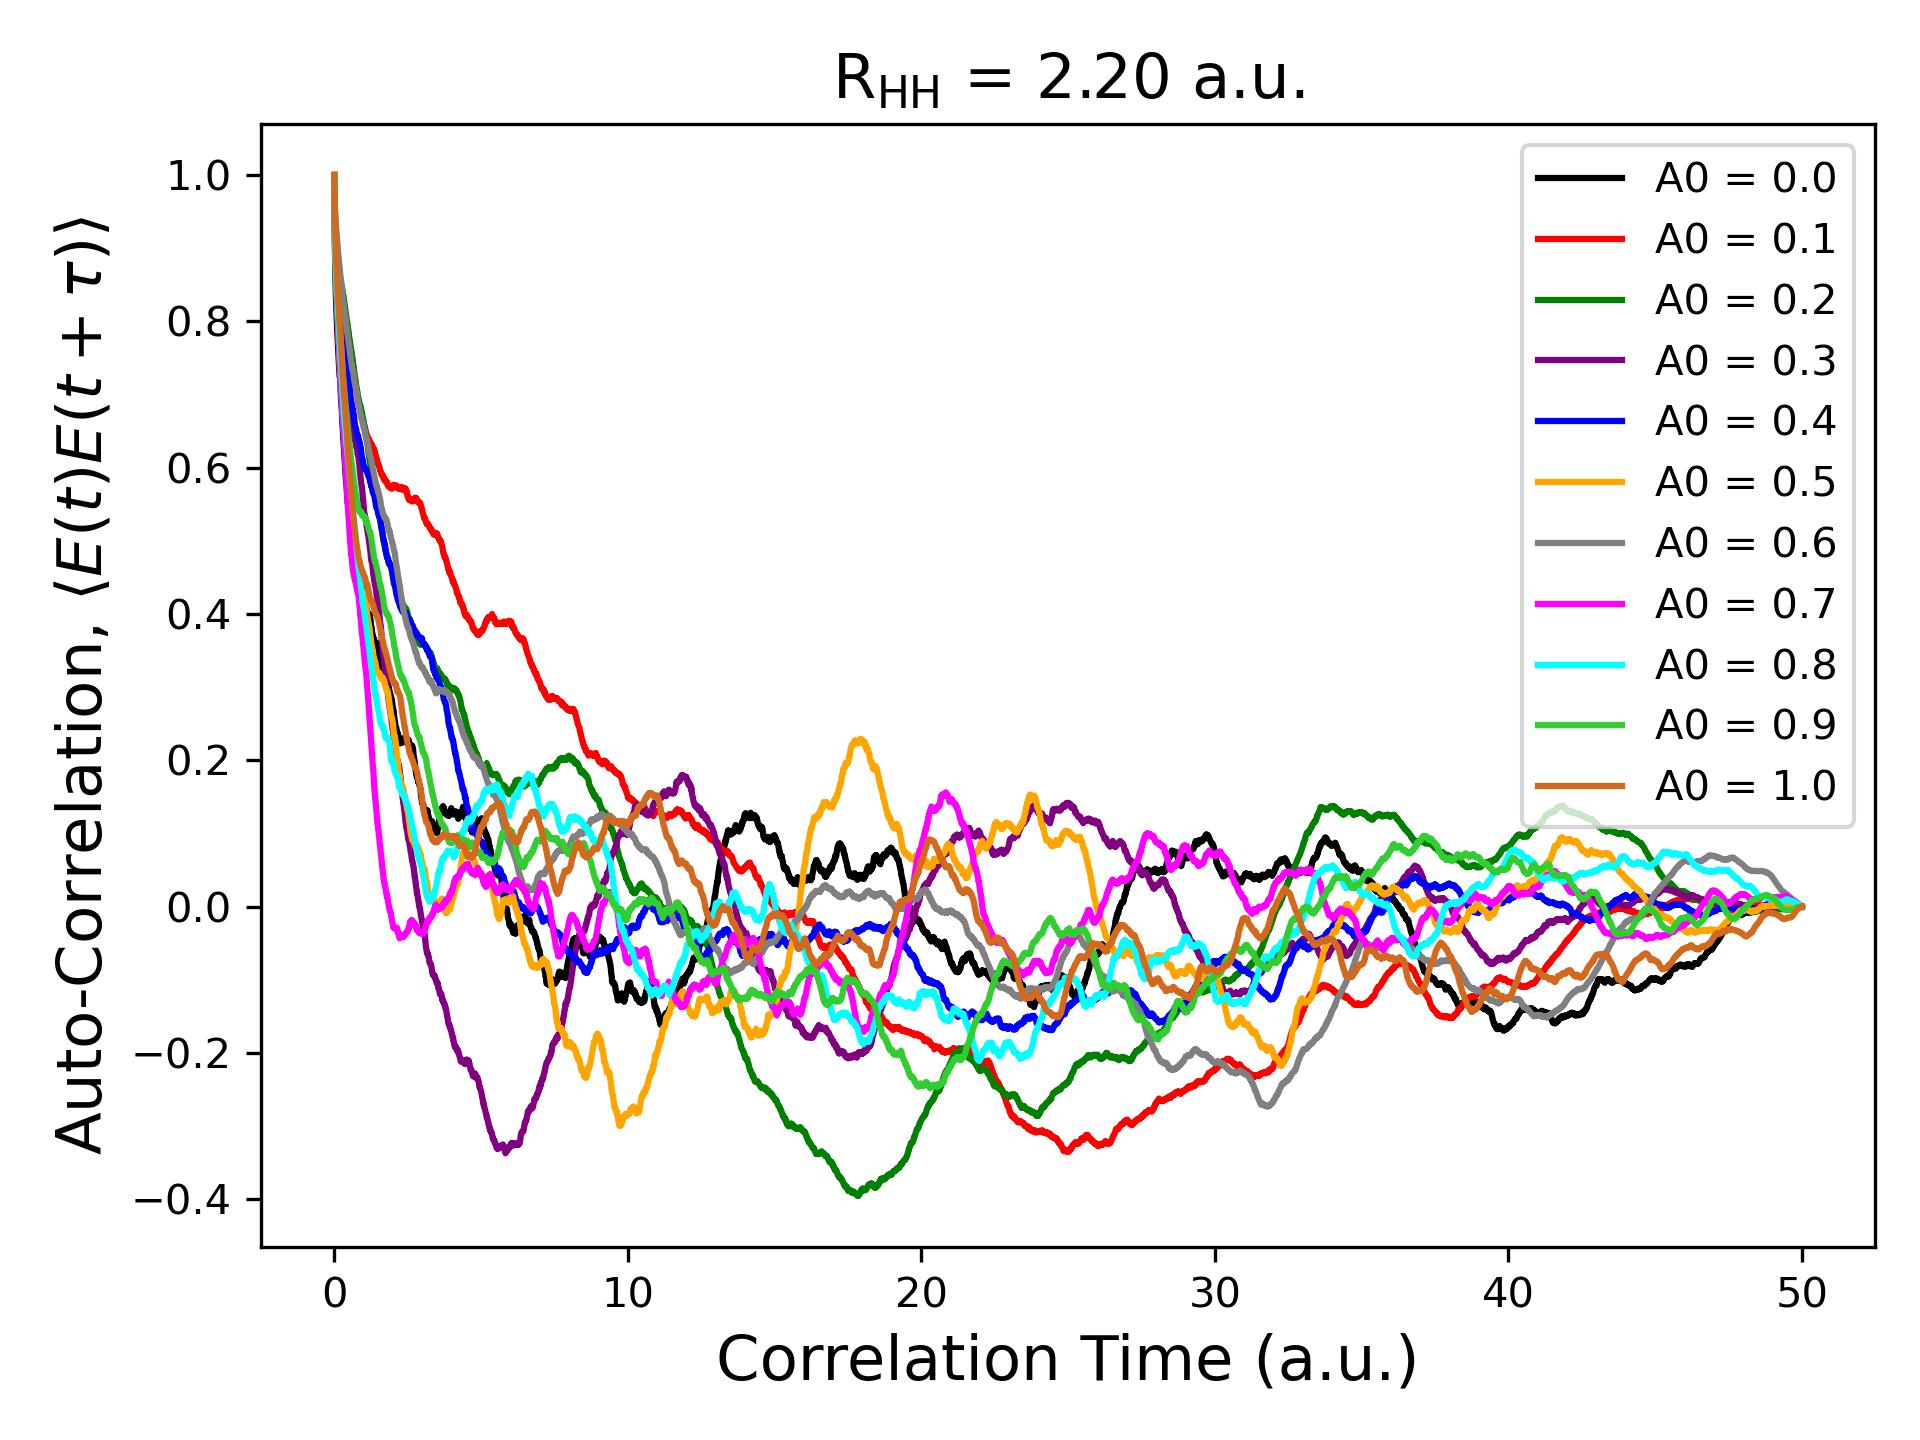 R_HH = 2.20 a.u.
Auto-Correlation, ⟨E(t)E(t + τ)⟩
1.0
0.8
0.6
0.4
0.2
0.0
−0.2
−0.4
A0 = 0.0
A0 = 0.1
A0 = 0.2
A0 = 0.3
A0 = 0.4
A0 = 0.5
A0 = 0.6
A0 = 0.7
A0 = 0.8
A0 = 0.9
A0 = 1.0
0 10 20 30 40 50
Correlation Time (a.u.)